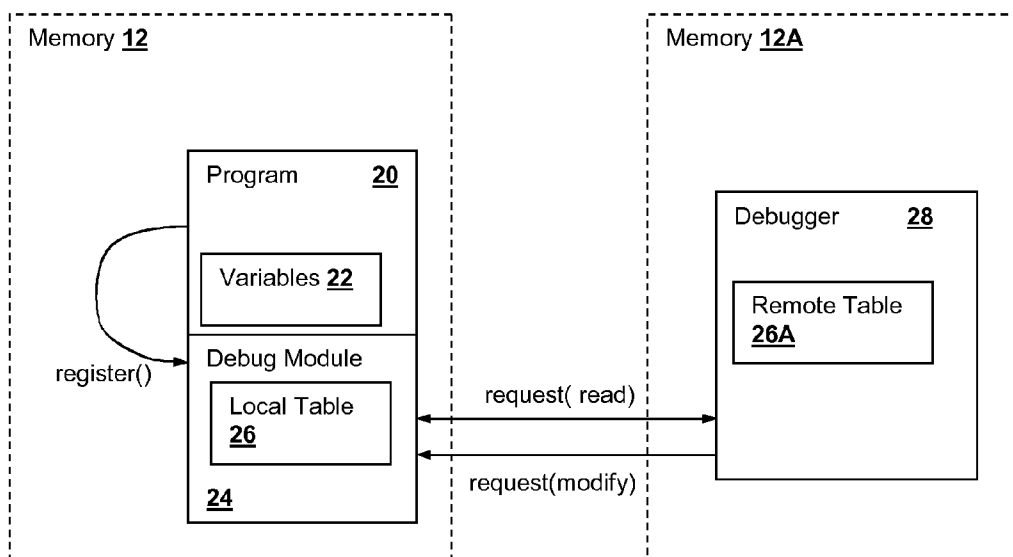 Memory 12
Memory 12A
Program 20
Variables 22
register()
Debug Module
Local Table
26
24
request( read)
request(modify)
Debugger 28
Remote Table
26A